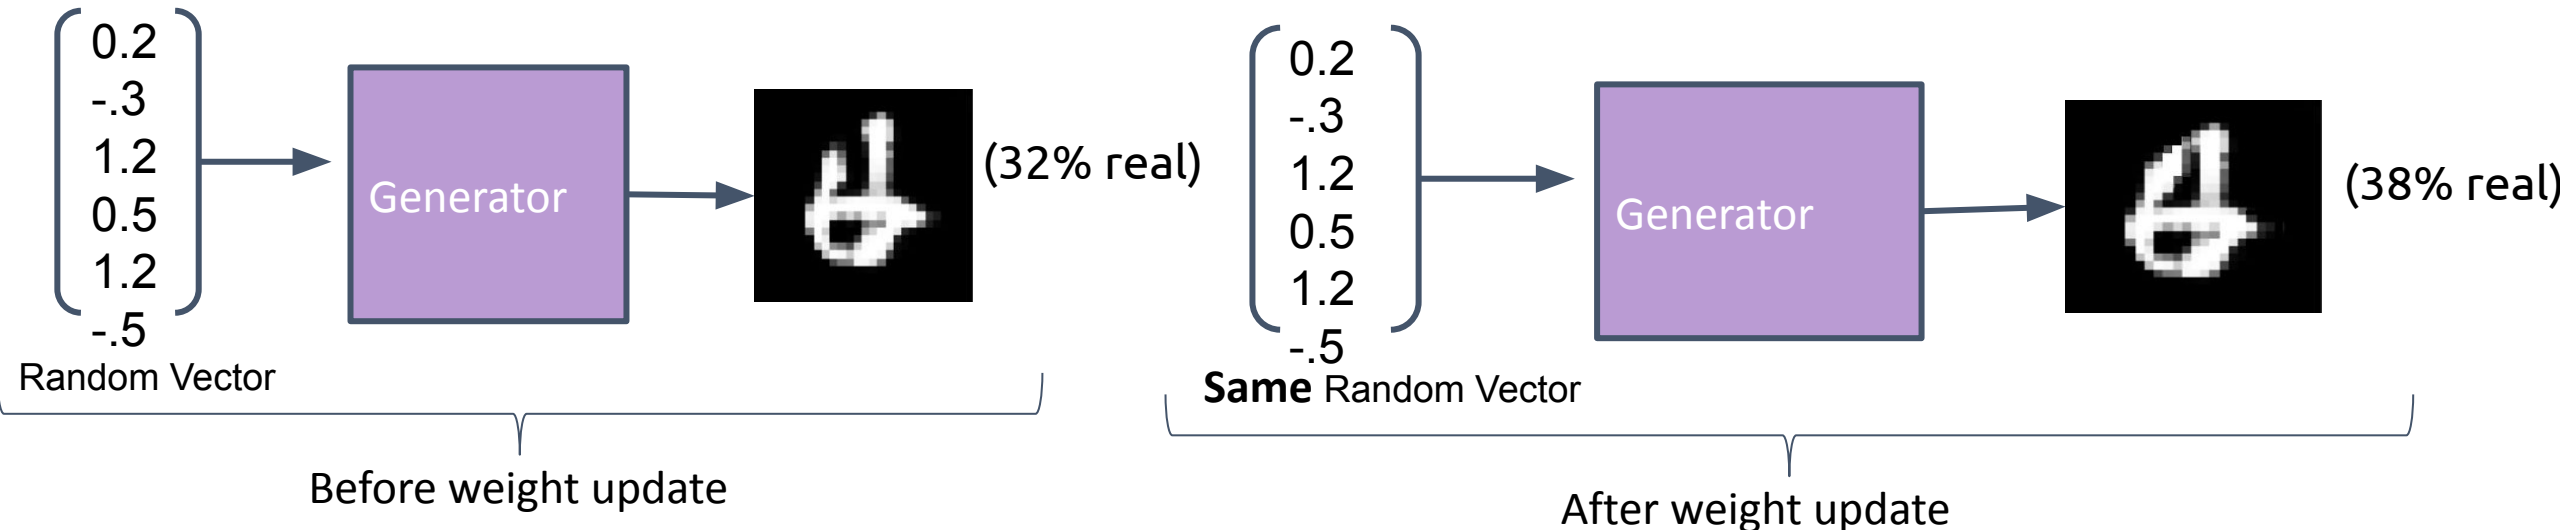 0.2
-.3
1.2
0.5
1.2
-.5
Random Vector
Generator
(32% real)
Before weight update
0.2
-.3
1.2
0.5
1.2
-.5
Same Random Vector
Generator
(38% real)
After weight update